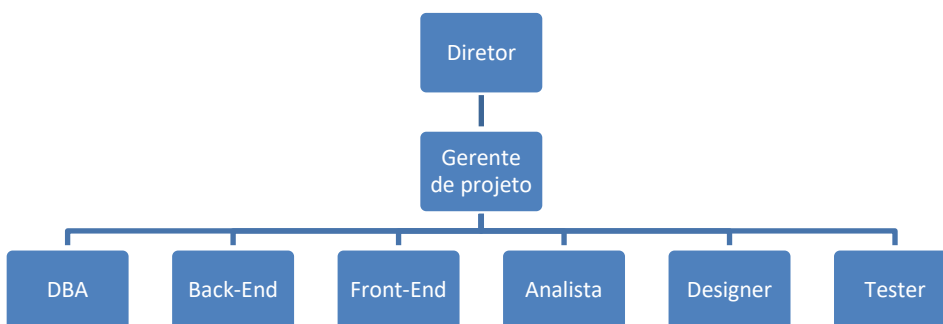 Diretor
Gerente
de projeto
DBA
Back-End
Front-End
Analista
Designer
Tester